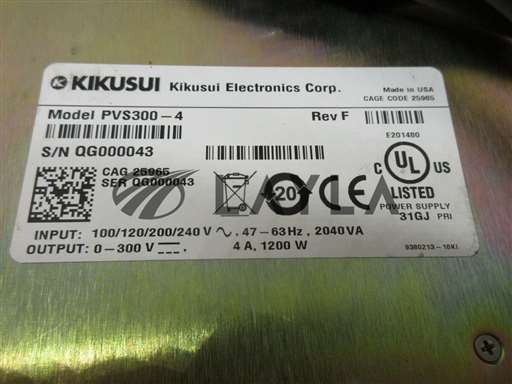 KIKUSUI Kikusui Electronics Corp.
Made in USA
CAGE CODE 25965
Model PVS300-4
Rev F
S/N QG000043
E201480
CAG 25965
SER QG000043
20
CE
UL
LISTED
POWER SUPPLY
31GJ PRI
LAYLA
INPUT: 100/120/200/240 V ∿, 47-63Hz, 2040VA
OUTPUT: 0-300 V ⎓, 4 A, 1200 W